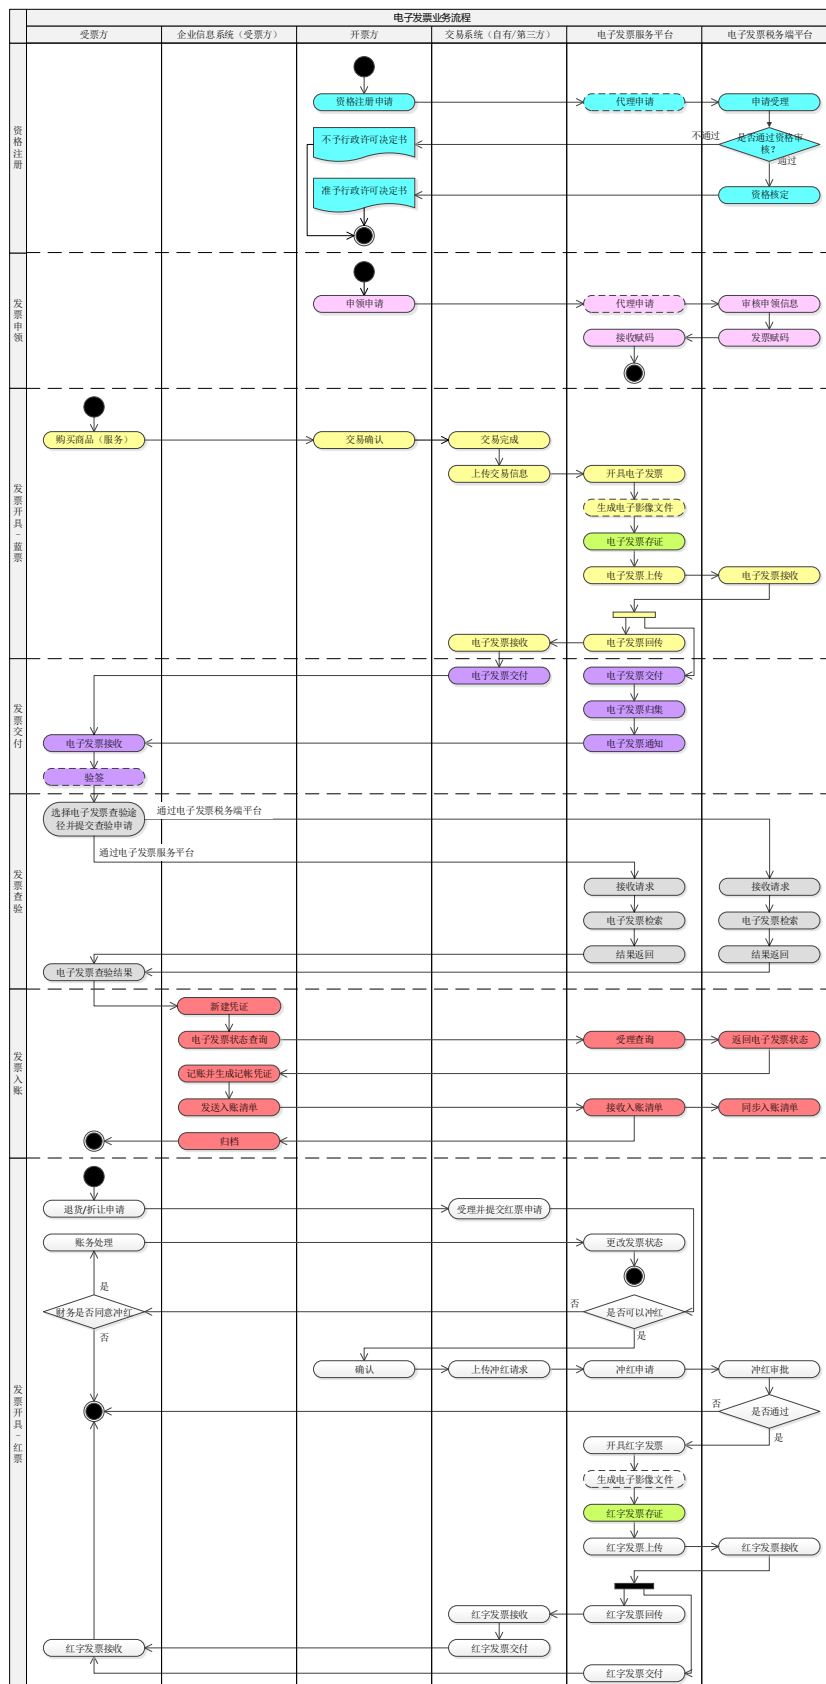 电子发票业务流程
受票方
企业信息系统（受票方）
开票方
交易系统（自有/第三方）
电子发票服务平台
电子发票税务端平台
资格注册
资格注册申请
代理申请
申请受理
不通过
不予行政许可决定书
是否通过资格审
核?
通过
准予行政许可决定书
资格核定
发票申领
申领申请
代理申请
审核申领信息
接收赋码
发票赋码
发票开具-蓝票
购买商品（服务）
交易确认
交易完成
上传交易信息
开具电子发票
生成电子影像文件
电子发票存证
电子发票上传
电子发票接收
电子发票接收
电子发票回传
发票交付
电子发票交付
电子发票交付
电子发票归集
电子发票接收
电子发票通知
验签
发票查验
选择电子发票查验途
径并提交查验申请
通过电子发票税务端平台
通过电子发票服务平台
接收请求
接收请求
电子发票检索
电子发票检索
结果返回
结果返回
电子发票查验结果
发票入账
新建凭证
电子发票状态查询
受理查询
返回电子发票状态
记账并生成记帐凭证
发送入账清单
接收入账清单
同步入账清单
归档
发票开具-红票
退货/折让申请
受理并提交红票申请
账务处理
更改发票状态
是
否
财务是否同意冲红
是否可以冲红
否
是
确认
上传冲红请求
冲红申请
冲红审批
否
是否通过
是
开具红字发票
生成电子影像文件
红字发票存证
红字发票上传
红字发票接收
红字发票接收
红字发票回传
红字发票接收
红字发票交付
红字发票交付